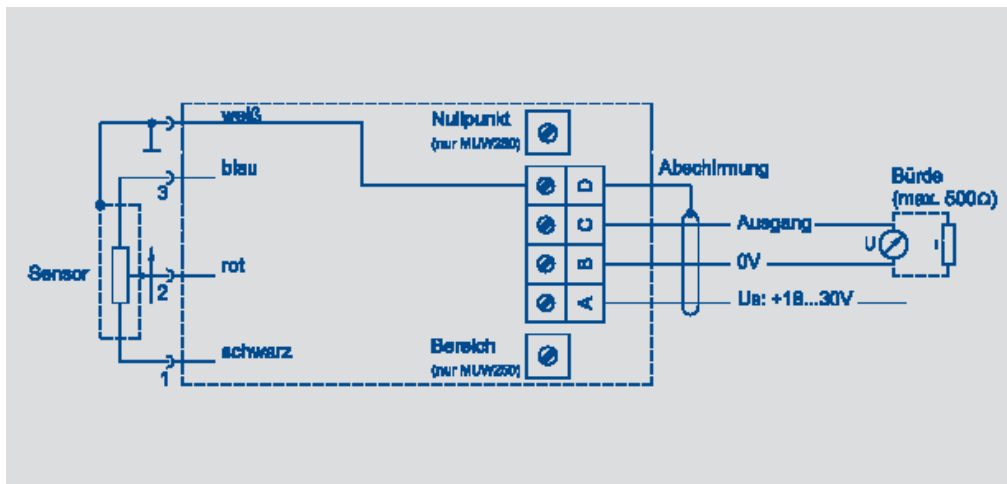 weiß
Nullpunkt
(nur MUW250)
blau
3
Abschirmung
Bürde
(max. 500Ω)
D
C
Ausgang
U
I
Sensor
rot
2
B
0V
A
UB: +18...30V
schwarz
1
Bereich
(nur MUW250)